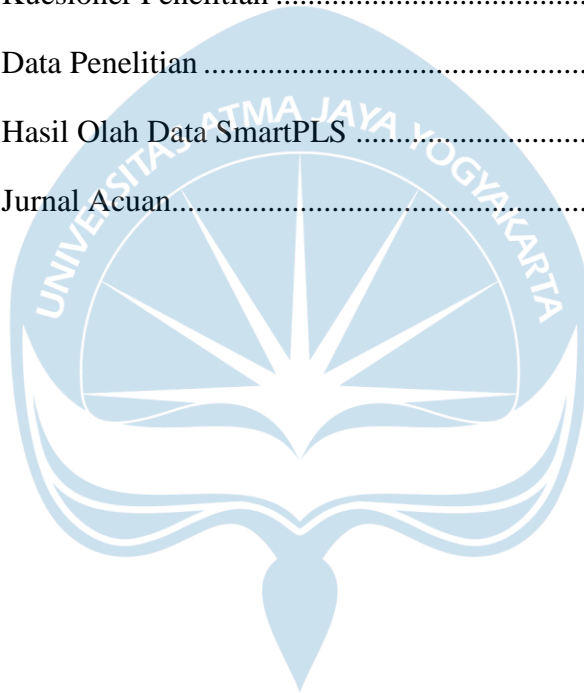 Kuesioner Penelitian ................................................
Data Penelitian ............................................................
Hasil Olah Data SmartPLS ....................................
Jurnal Acuan.................................................................
UNIVERSITAS ATMA JAYA YOGYAKARTA